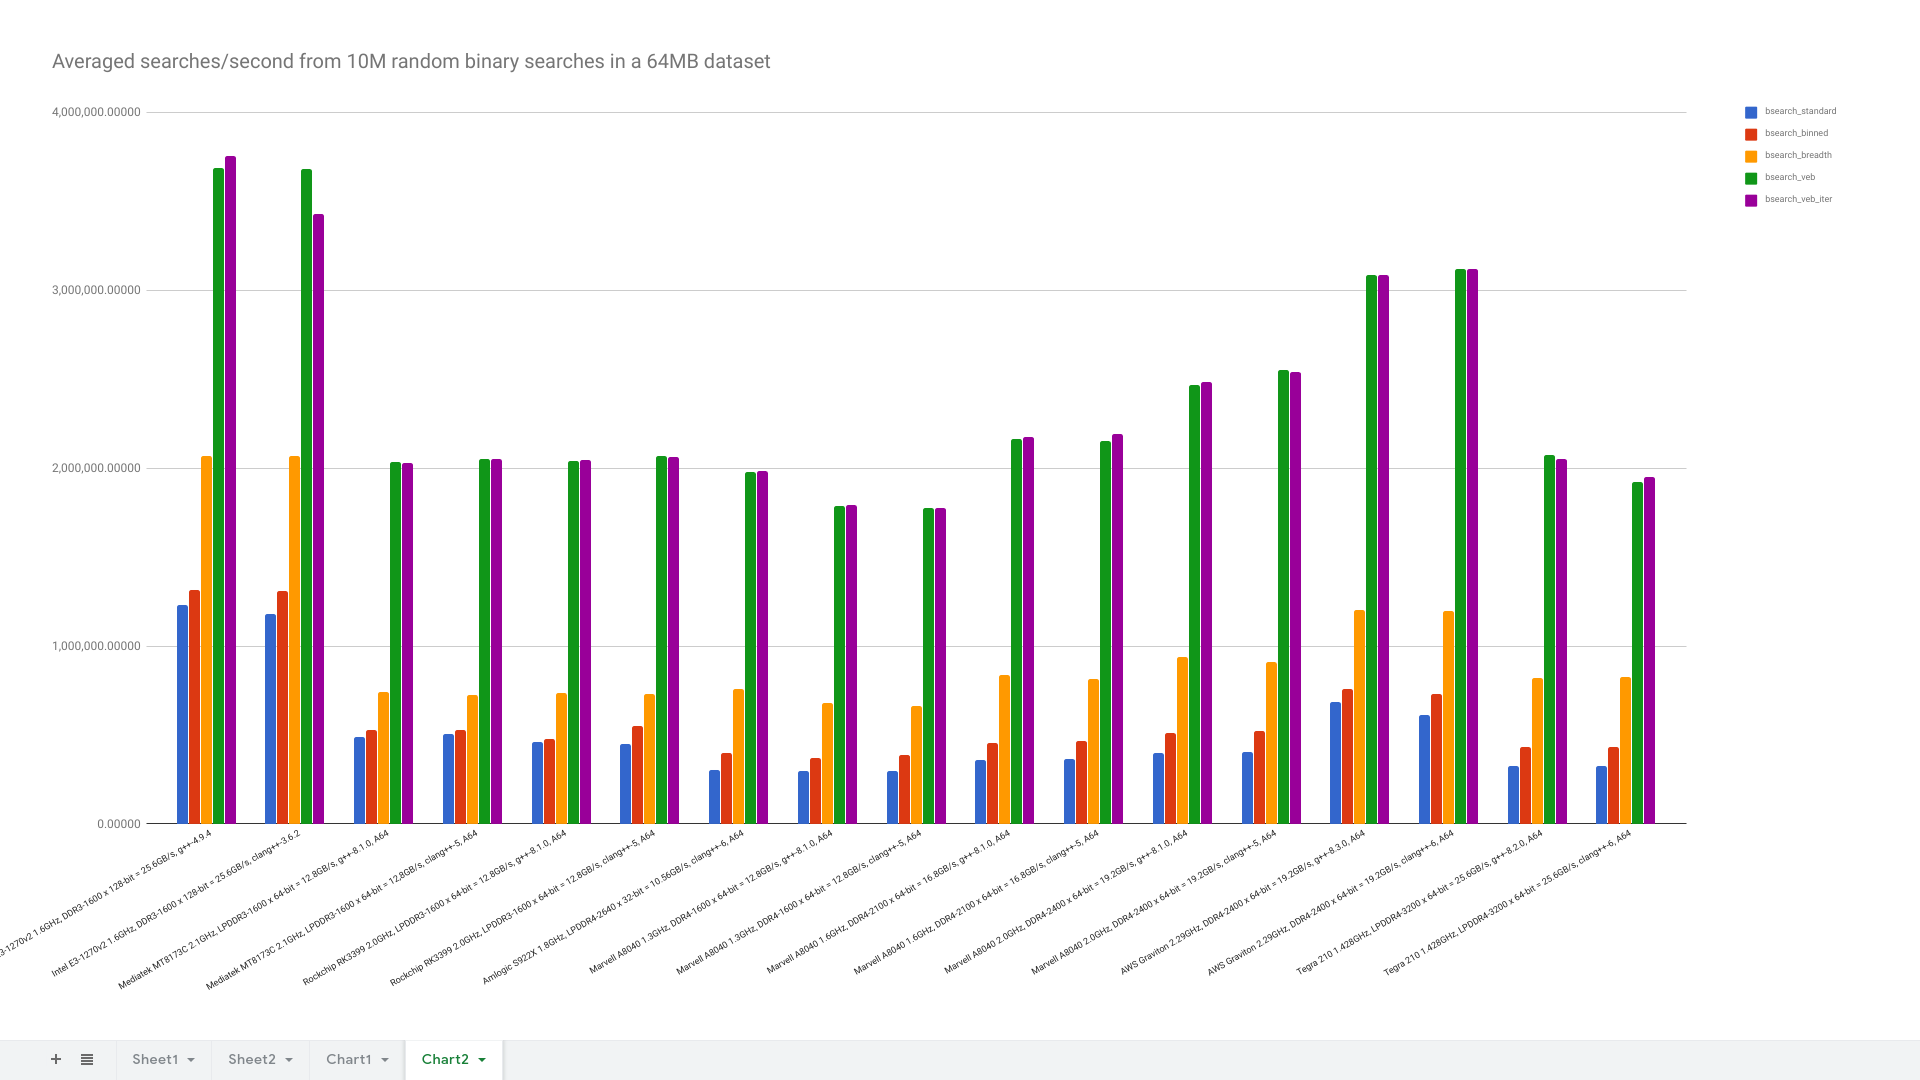 Averaged searches/second from 10M random binary searches in a 64MB dataset
4,000,000.00000
3,000,000.00000
2,000,000.00000
1,000,000.00000
0.00000
bsearch_standard
bsearch_binned
bsearch_breadth
bsearch_veb
bsearch_veb_iter
3-1270v2 1.6GHz, DDR3-1600 x 128-bit = 25.6GB/s, g++-4.9.4
Intel E3-1270v2 1.6GHz, DDR3-1600 x 128-bit = 25.6GB/s, clang++-3.6.2
Mediatek MT8173C 2.1GHz, LPDDR3-1600 x 64-bit = 12.8GB/s, g++-8.1.0, A64
Mediatek MT8173C 2.1GHz, LPDDR3-1600 x 64-bit = 12.8GB/s, clang++-5, A64
Rockchip RK3399 2.0GHz, LPDDR3-1600 x 64-bit = 12.8GB/s, g++-8.1.0, A64
Rockchip RK3399 2.0GHz, LPDDR3-1600 x 64-bit = 12.8GB/s, clang++-5, A64
Amlogic S922X 1.8GHz, LPDDR4-2640 x 32-bit = 10.56GB/s, clang++-6, A64
Marvell A8040 1.3GHz, DDR4-1600 x 64-bit = 12.8GB/s, g++-8.1.0, A64
Marvell A8040 1.3GHz, DDR4-1600 x 64-bit = 12.8GB/s, clang++-5, A64
Marvell A8040 1.6GHz, DDR4-2100 x 64-bit = 16.8GB/s, g++-8.1.0, A64
Marvell A8040 1.6GHz, DDR4-2100 x 64-bit = 16.8GB/s, clang++-5, A64
Marvell A8040 2.0GHz, DDR4-2400 x 64-bit = 19.2GB/s, g++-8.1.0, A64
Marvell A8040 2.0GHz, DDR4-2400 x 64-bit = 19.2GB/s, clang++-5, A64
AWS Graviton 2.29GHz, DDR4-2400 x 64-bit = 19.2GB/s, g++-8.3.0, A64
AWS Graviton 2.29GHz, DDR4-2400 x 64-bit = 19.2GB/s, clang++-6, A64
Tegra 210 1.428GHz, LPDDR4-3200 x 64-bit = 25.6GB/s, g++-8.2.0, A64
Tegra 210 1.428GHz, LPDDR4-3200 x 64-bit = 25.6GB/s, clang++-6, A64
Sheet1
Sheet2
Chart1
Chart2